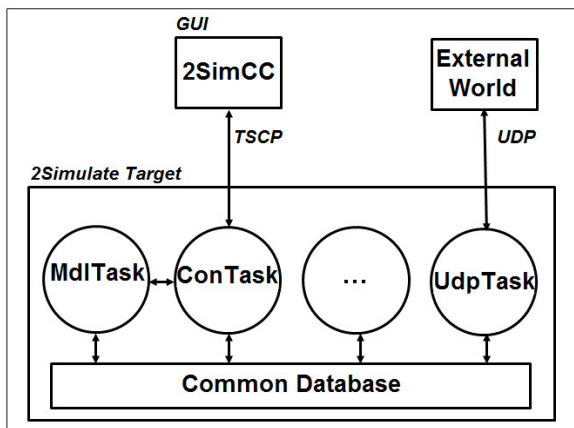 GUI
2SimCC
External
World
TSCP
UDP
2Simulate Target
MdlTask
ConTask
...
UdpTask
Common Database